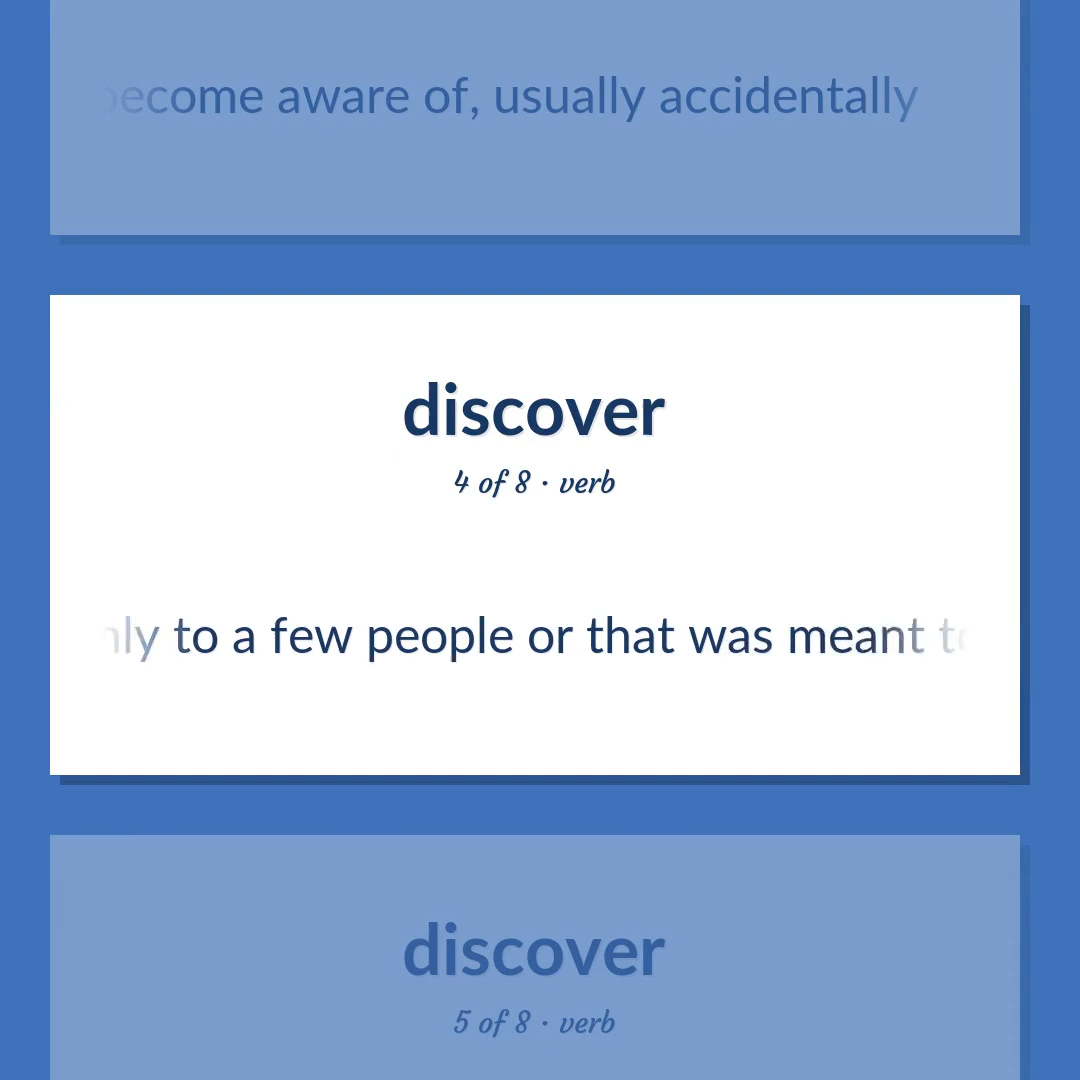 become aware of, usually accidentally
discover
4 of 8 · verb
to a few people or that was meant
discover
5 of 8 · verb